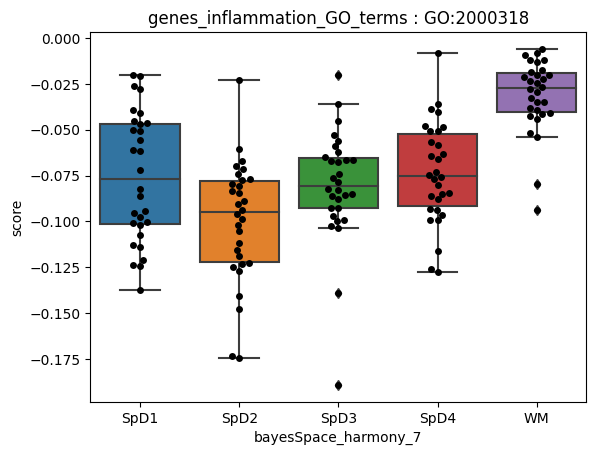 genes_inflammation_GO_terms : GO:2000318
0.000
−0.025
−0.050
−0.075
−0.100
−0.125
−0.150
−0.175
score
SpD1 SpD2 SpD3 SpD4 WM
bayesSpace_harmony_7